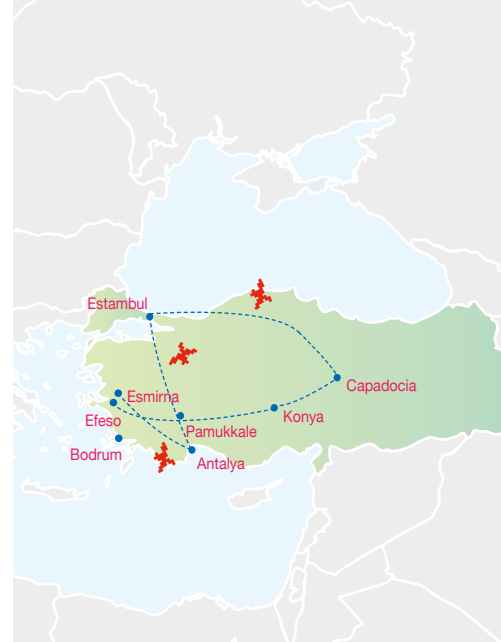 Estambul
Capadocia
Esmirna
Konya
Efeso
Pamukkale
Bodrum
Antalya